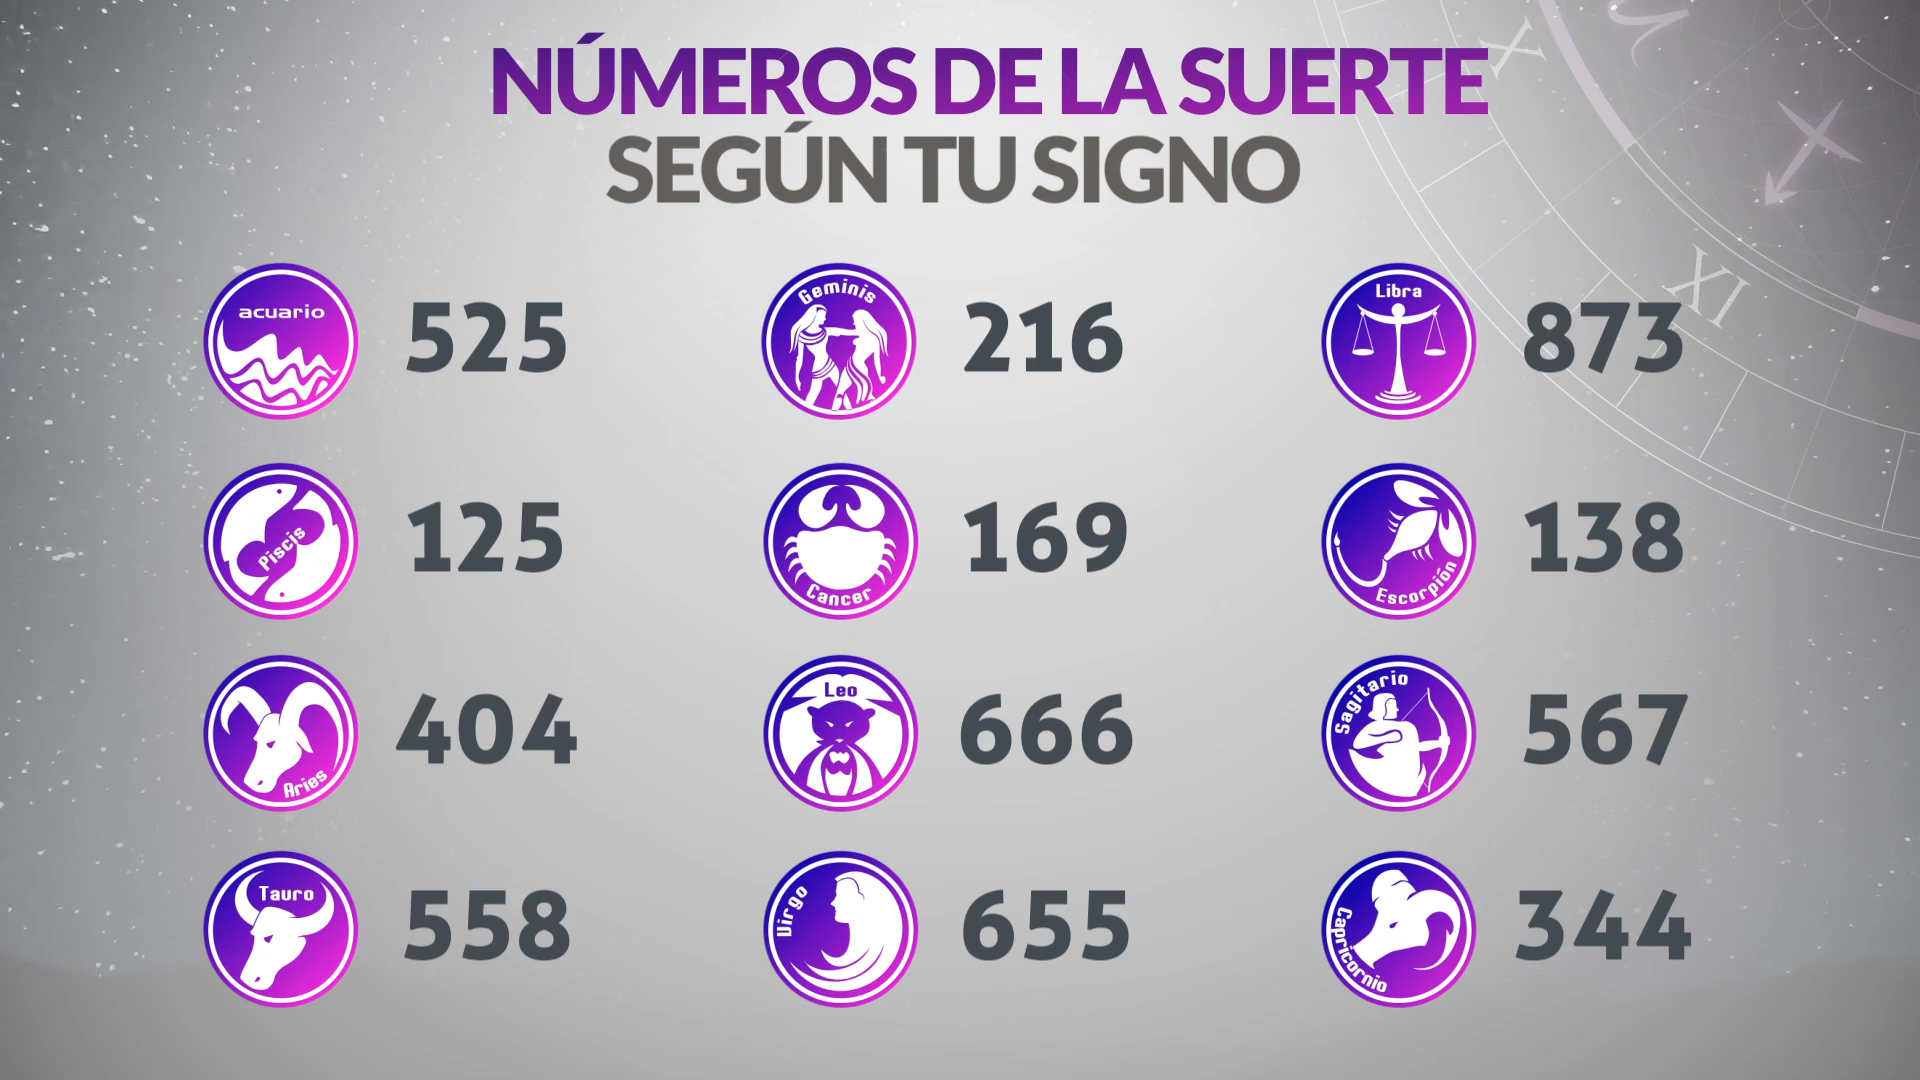 NÚMEROS DE LA SUERTE
SEGÚN TU SIGNO
X
XI
acuario 525
Geminis 216
Libra 873
Piscis 125
Cancer 169
Escorpión 138
Aries 404
Leo 666
Sagitario 567
Tauro 558
Virgo 655
Capricornio 344